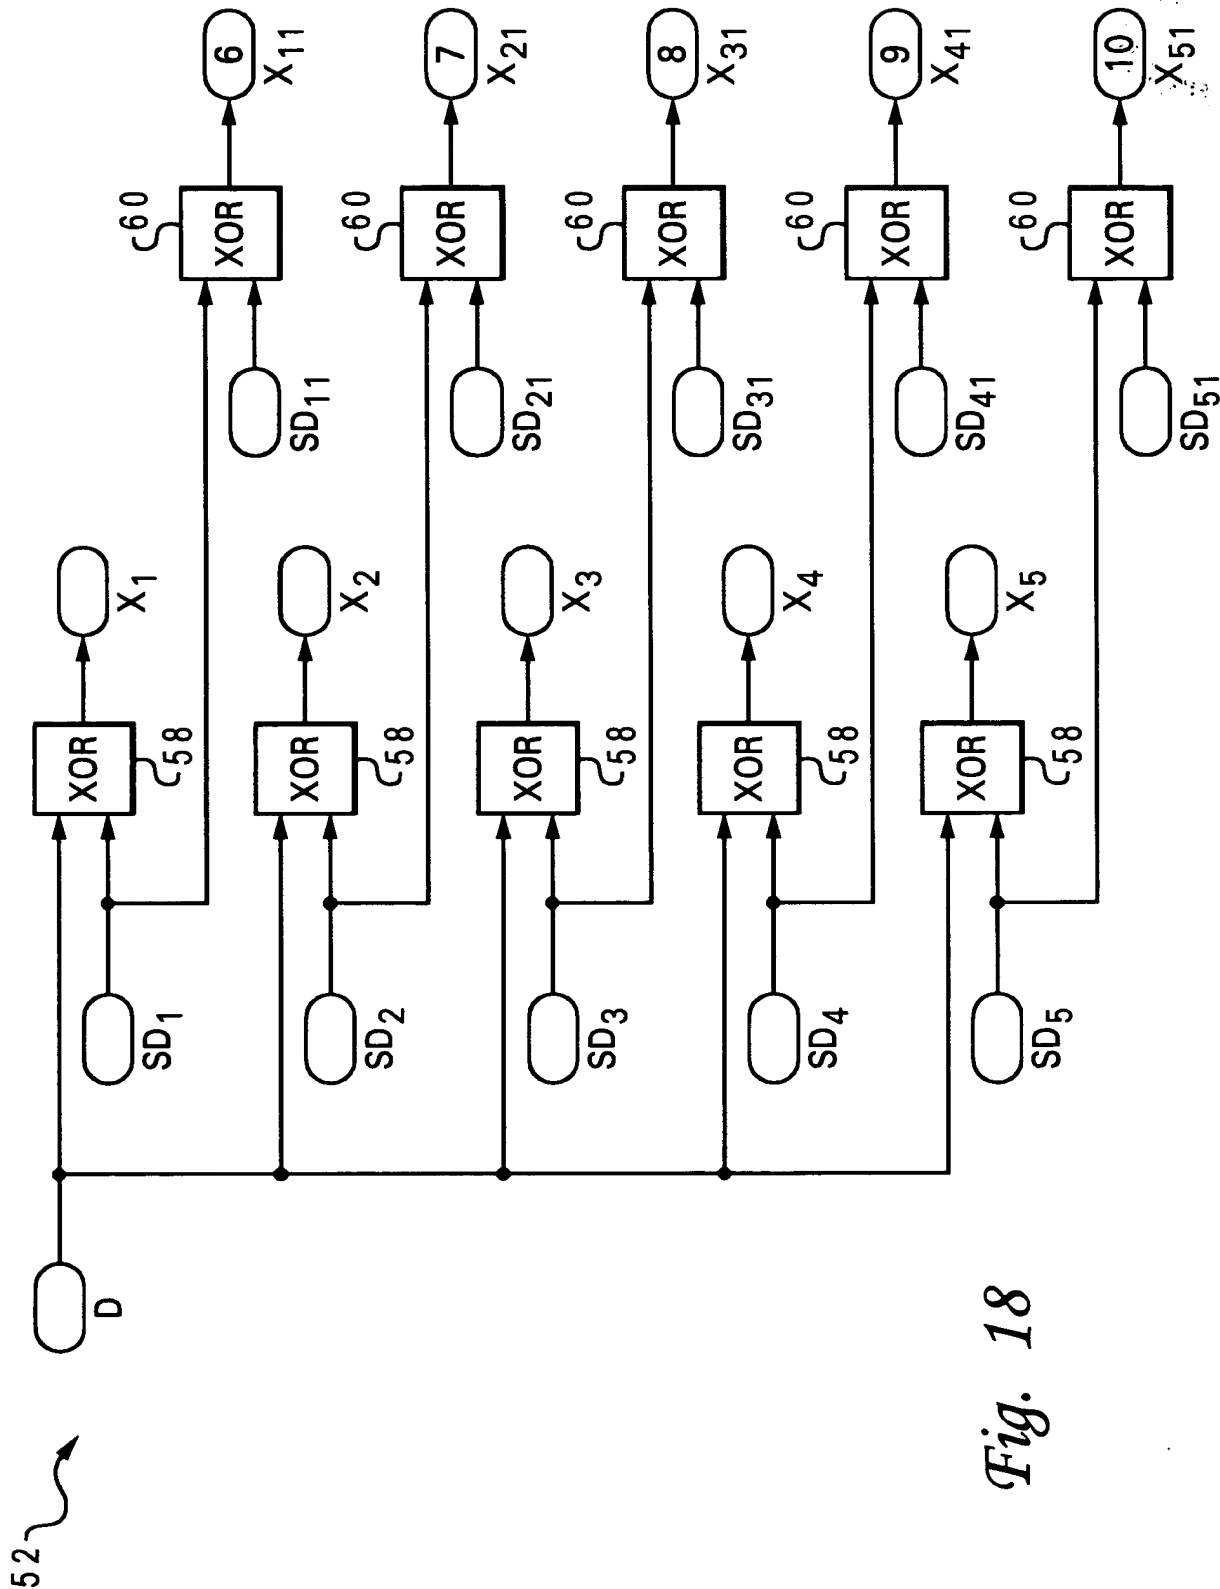 52
D
SD1
XOR
58
X1
SD11
XOR
60
6
X11
SD2
XOR
58
X2
SD21
XOR
60
7
X21
SD3
XOR
58
X3
SD31
XOR
60
8
X31
SD4
XOR
58
X4
SD41
XOR
60
9
X41
SD5
XOR
58
X5
SD51
XOR
60
10
X51
Fig. 18